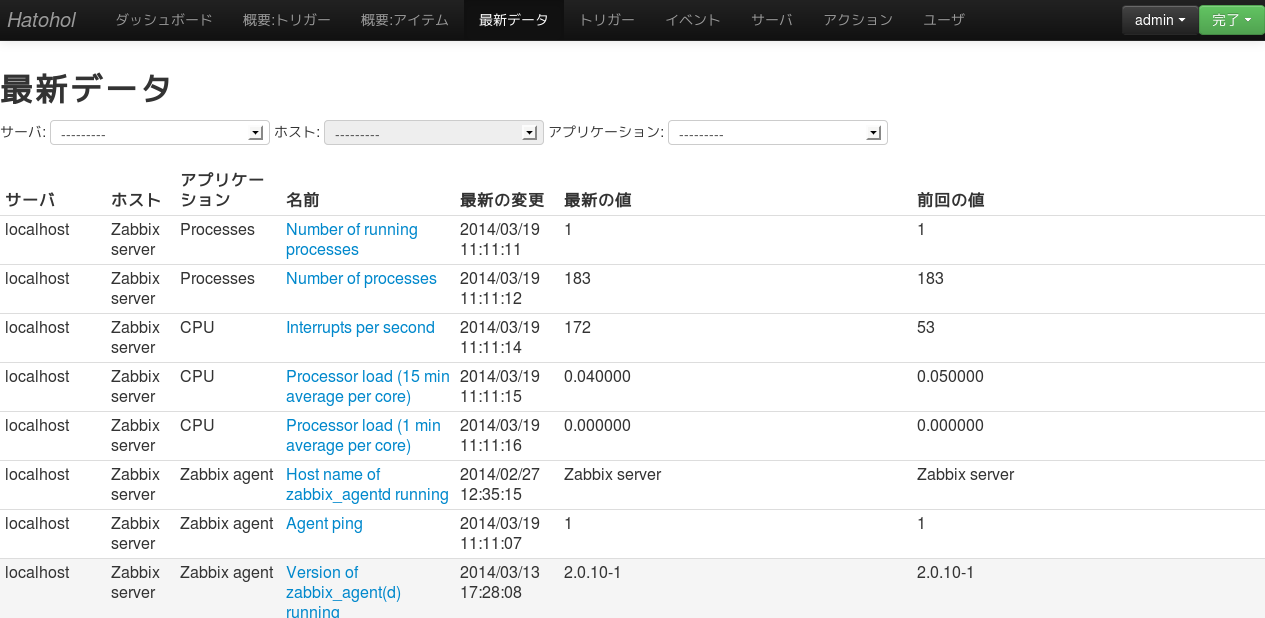 Hatohol ダッシュボード 概要:トリガー 概要:アイテム 最新データ トリガー イベント サーバ アクション ユーザ admin 完了
最新データ
サーバ: --------- ホスト: --------- アプリケーション: ---------
サーバ ホスト アプリケーション 名前 最新の変更 最新の値 前回の値
localhost Zabbix server Processes Number of running processes 2014/03/19 11:11:11 1 1
localhost Zabbix server Processes Number of processes 2014/03/19 11:11:12 183 183
localhost Zabbix server CPU Interrupts per second 2014/03/19 11:11:14 172 53
localhost Zabbix server CPU Processor load (15 min average per core) 2014/03/19 11:11:15 0.040000 0.050000
localhost Zabbix server CPU Processor load (1 min average per core) 2014/03/19 11:11:16 0.000000 0.000000
localhost Zabbix server Zabbix agent Host name of zabbix_agentd running 2014/02/27 12:35:15 Zabbix server Zabbix server
localhost Zabbix server Zabbix agent Agent ping 2014/03/19 11:11:07 1 1
localhost Zabbix server Zabbix agent Version of zabbix_agent(d) running 2014/03/13 17:28:08 2.0.10-1 2.0.10-1